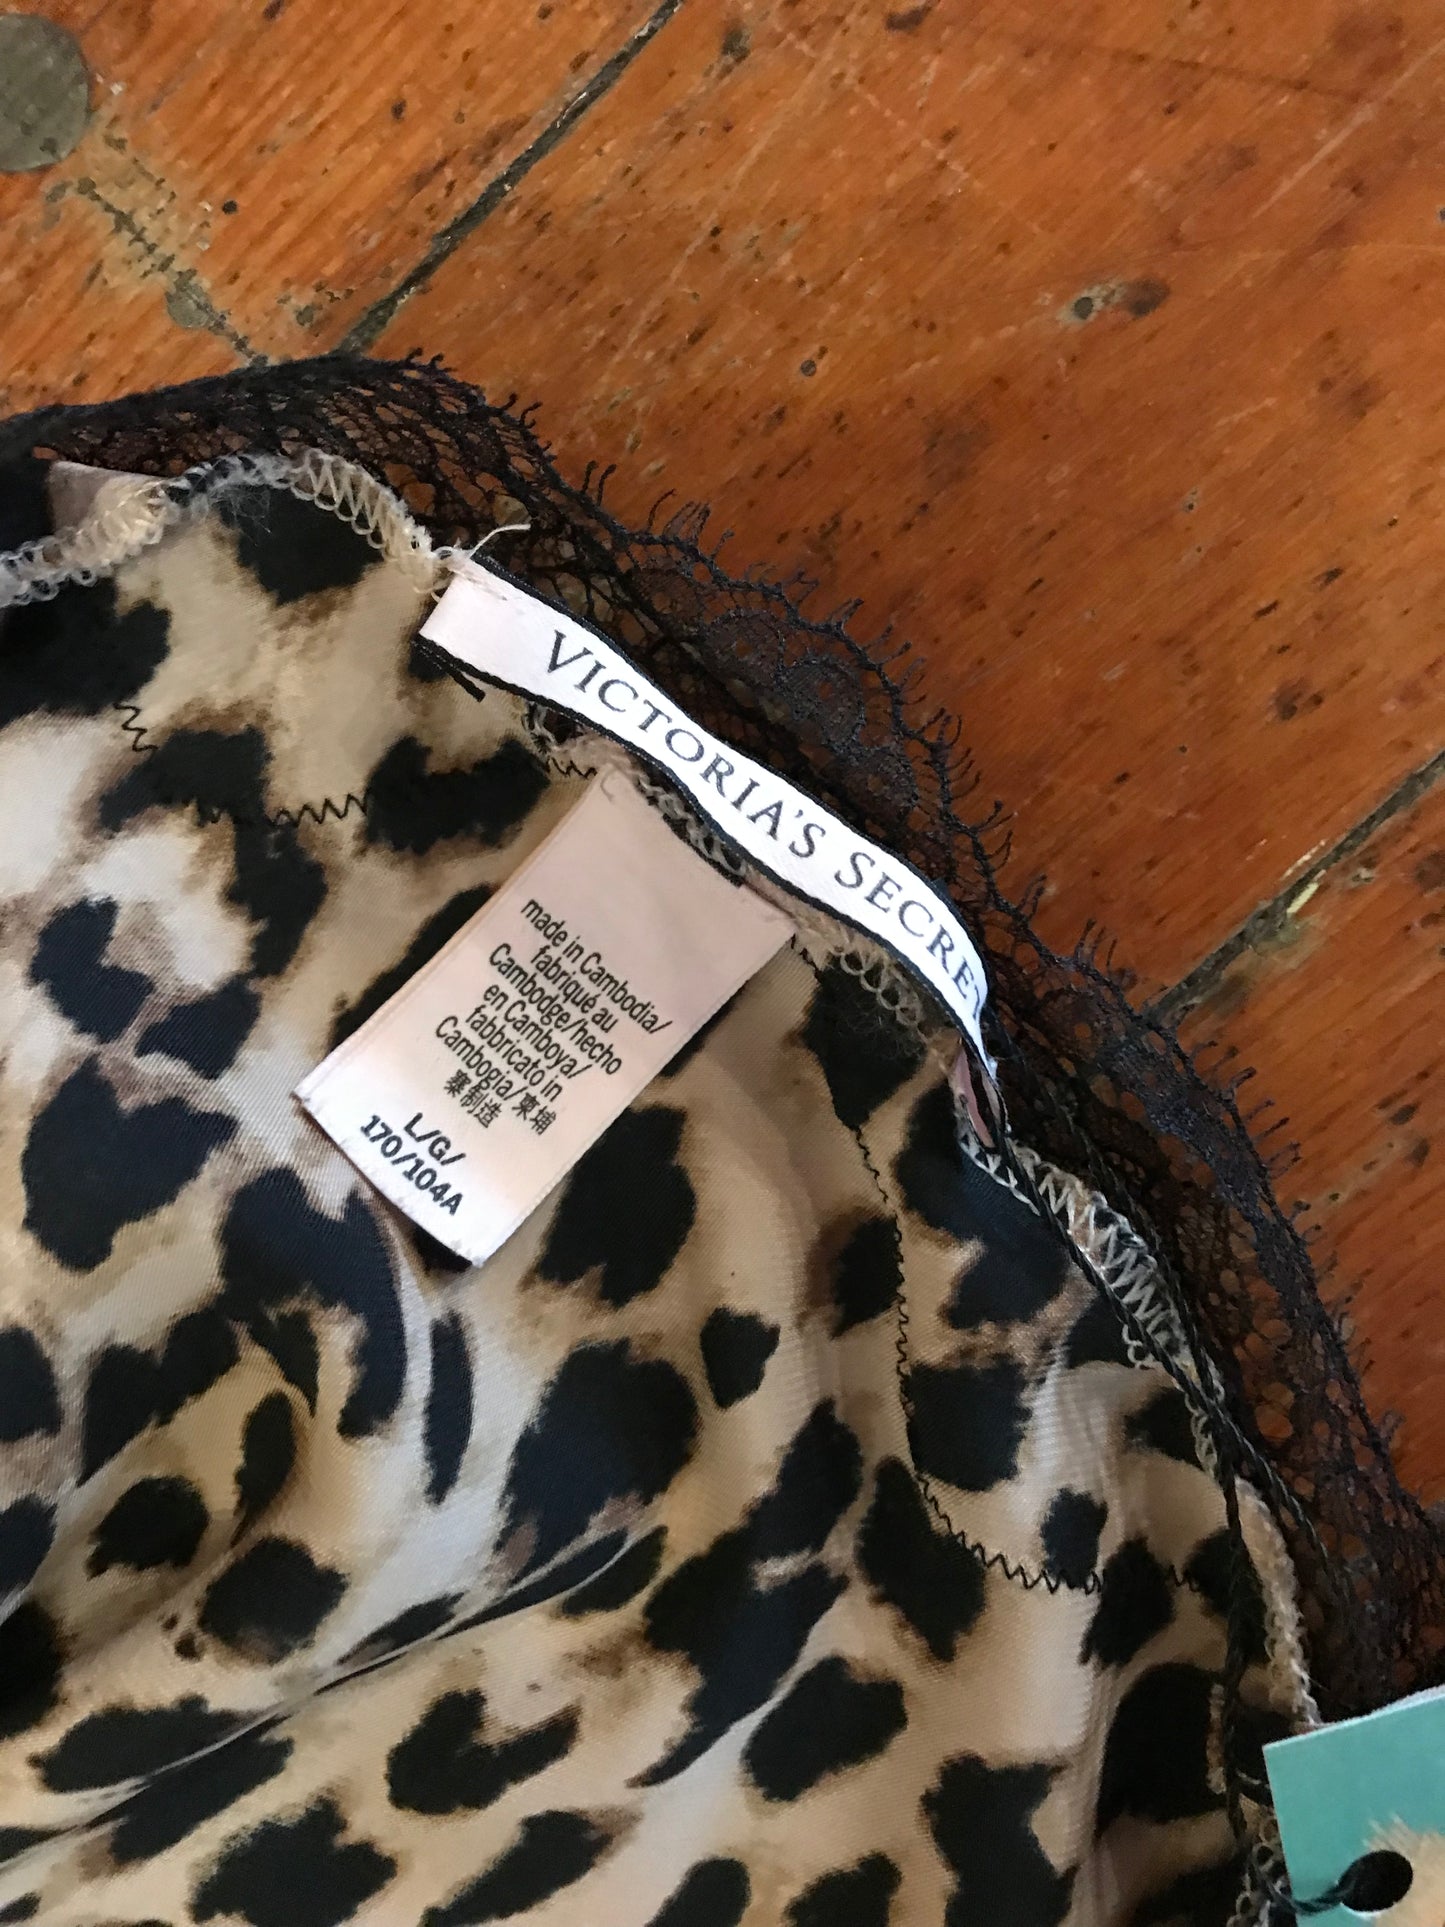 VICTORIA'S SECRET
made in Cambodia/
fabriqué au
Cambodge/hecho
en Camboya/
fabbricato in
Cambogia/柬埔
寨制造
L/G/
170/104A